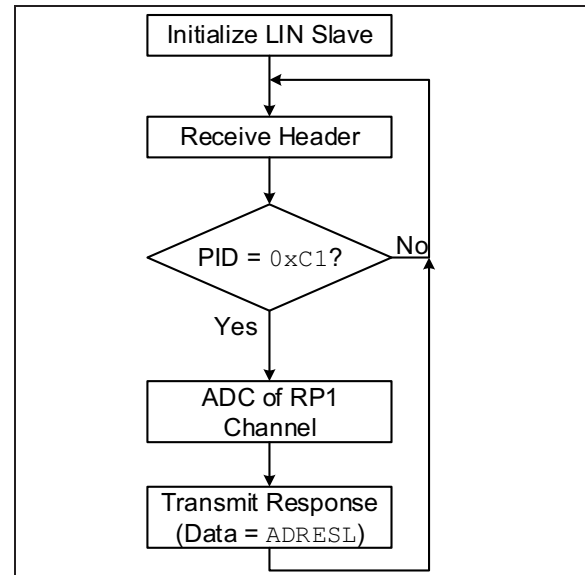 Initialize LIN Slave
Receive Header
PID = 0xC1?
No
Yes
ADC of RP1
Channel
Transmit Response
(Data = ADRESL)